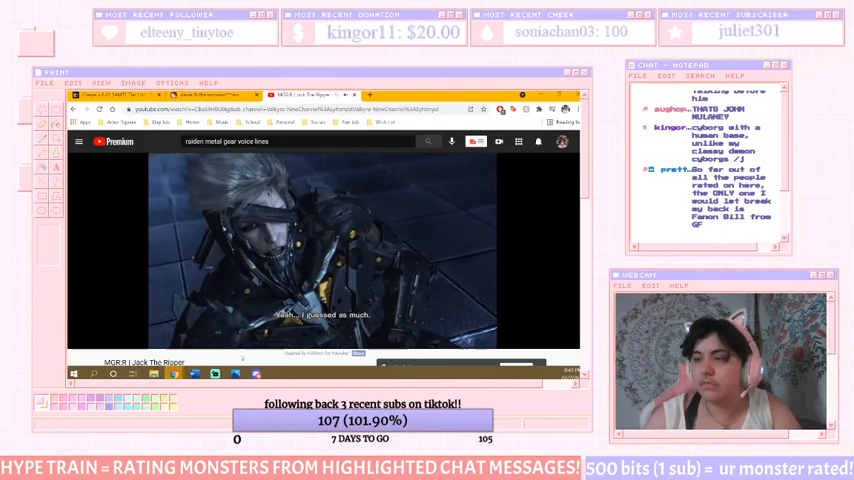 MOST RECENT FOLLOWER
elteeny_tinytoe
MOST RECENT DONATION
kingor11: $20.00
MOST RECENT CHEER
soniachan03: 100
MOST RECENT SUBSCRIBER
juliet301
PAINT
FILE EDIT VIEW IMAGE OPTIONS HELP
MGR:R | Jack The Ripper
Premium
raiden metal gear voice lines
Yeah... I guessed as much.
MGR:R | Jack The Ripper
CHAT - NOTEPAD
FILE EDIT SEARCH HELP
talking before
him
sughop… THATS JOHN
MULANEY
kingor… cyborg with a
human base,
unlike my
classy demon
cyborgs /j
prett… So far out of
all the people
rated on here,
the ONLY one I
would let break
my back is
Fanon Bill from
GF
WEBCAM
FILE EDIT HELP
following back 3 recent subs on tiktok!!
107 (101.90%)
0
7 DAYS TO GO
105
HYPE TRAIN = RATING MONSTERS FROM HIGHLIGHTED CHAT MESSAGES!
500 bits (1 sub) = ur monster rated!